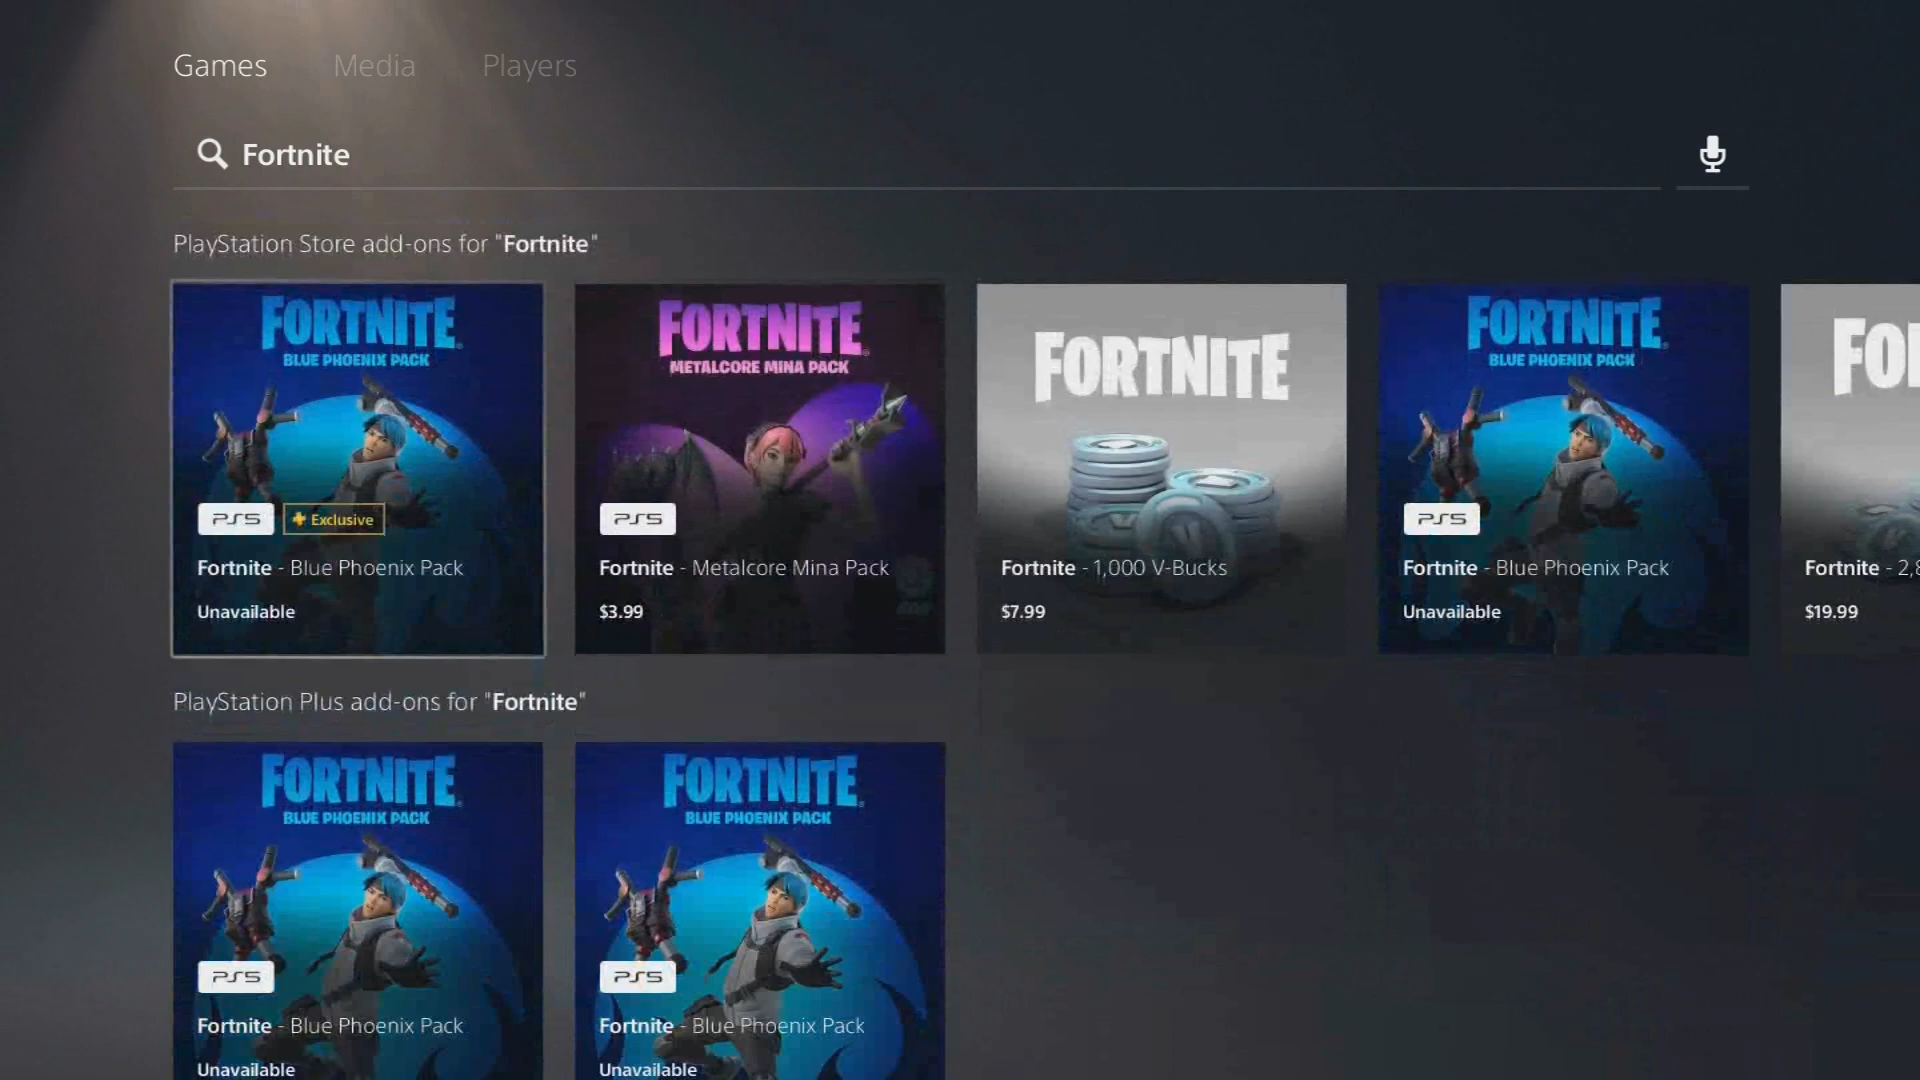 Games Media Players
Fortnite
PlayStation Store add-ons for "Fortnite"
FORTNITE
BLUE PHOENIX PACK
PS5 Exclusive
Fortnite - Blue Phoenix Pack
Unavailable
FORTNITE
METALCORE MINA PACK
PS5
Fortnite - Metalcore Mina Pack
$3.99
FORTNITE
Fortnite - 1,000 V-Bucks
$7.99
FORTNITE
BLUE PHOENIX PACK
PS5
Fortnite - Blue Phoenix Pack
Unavailable
FO
Fortnite - 2,8
$19.99
PlayStation Plus add-ons for "Fortnite"
FORTNITE
BLUE PHOENIX PACK
PS5
Fortnite - Blue Phoenix Pack
Unavailable
FORTNITE
BLUE PHOENIX PACK
PS5
Fortnite - Blue Phoenix Pack
Unavailable